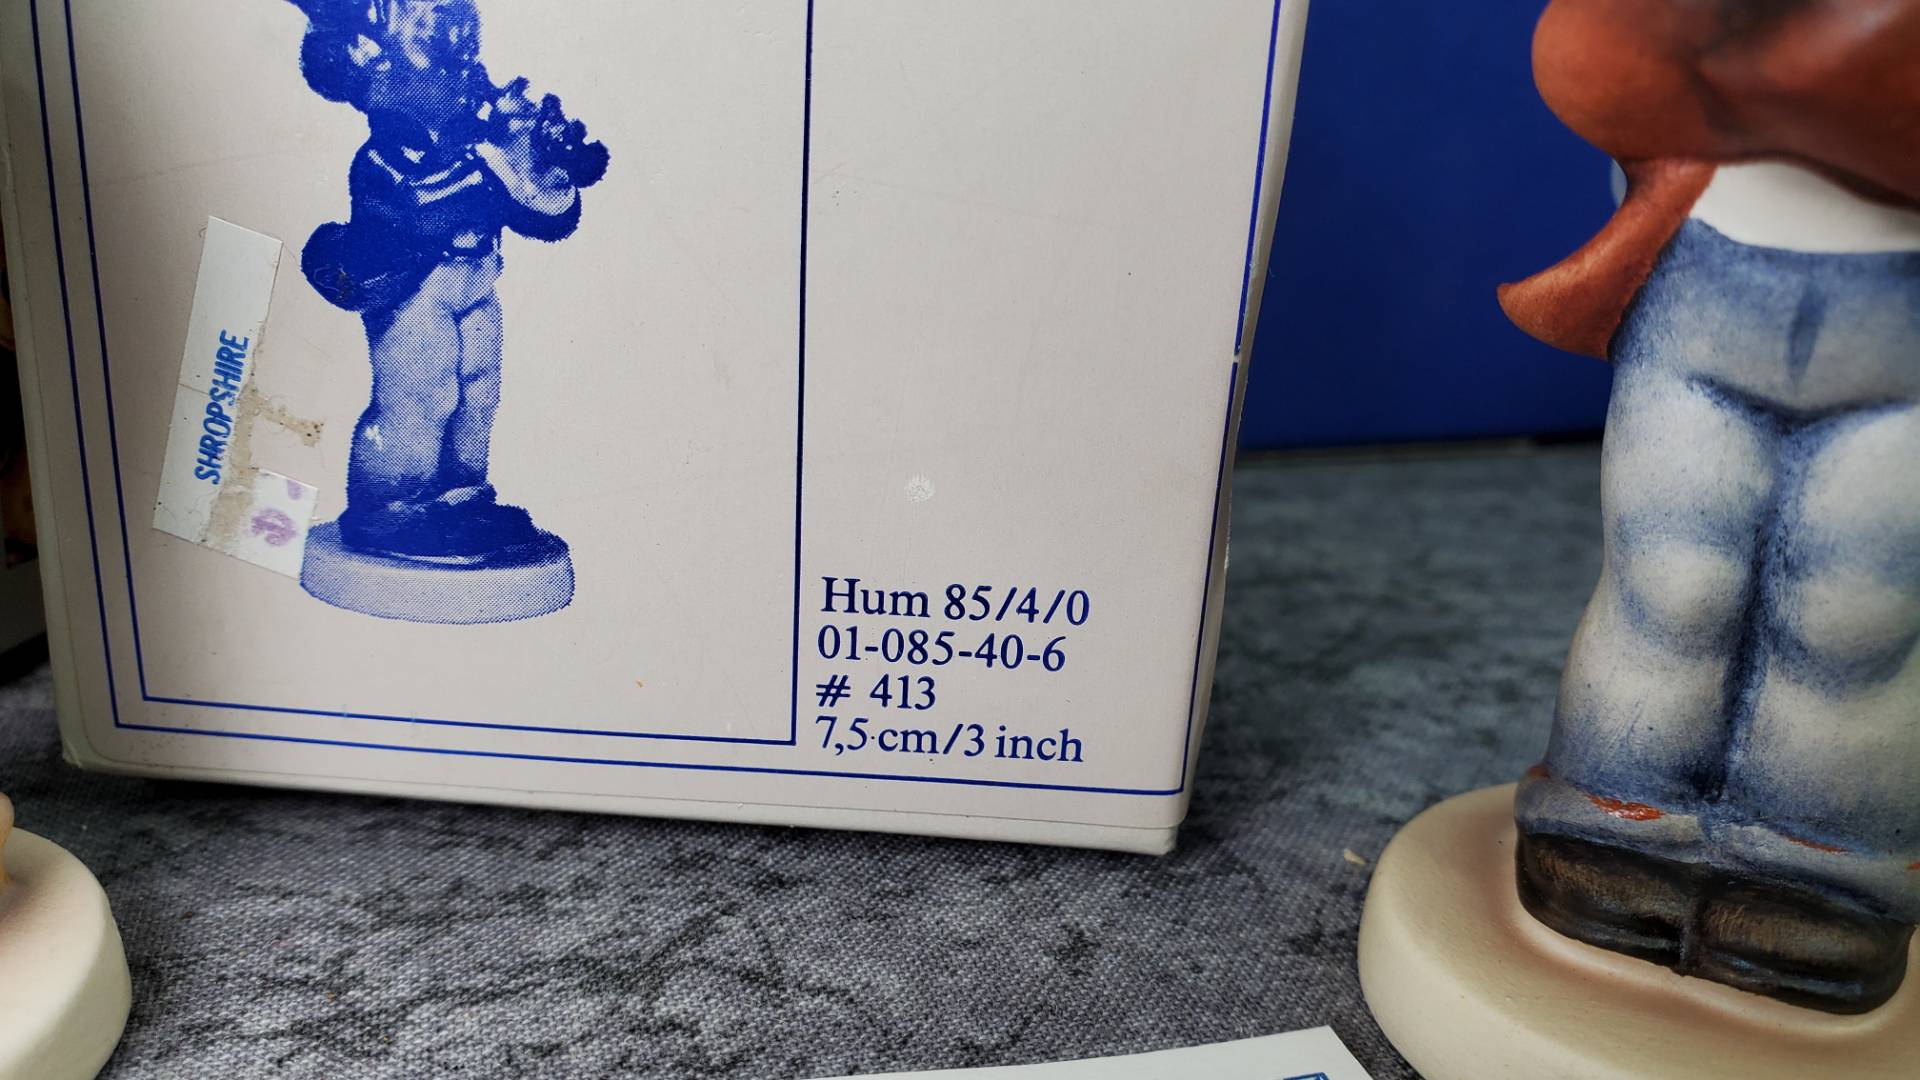 SHROPSHIRE
Hum 85/4/0
01-085-40-6
# 413
7,5 cm/3 inch